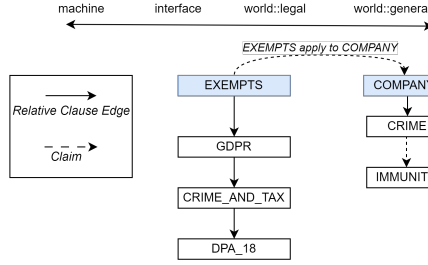 machine interface world::legal world::genera
EXEMPTS apply to COMPANY
EXEMPTS COMPANY
Relative Clause Edge
GDPR
CRIME
Claim
CRIME_AND_TAX
IMMUNIT
DPA_18